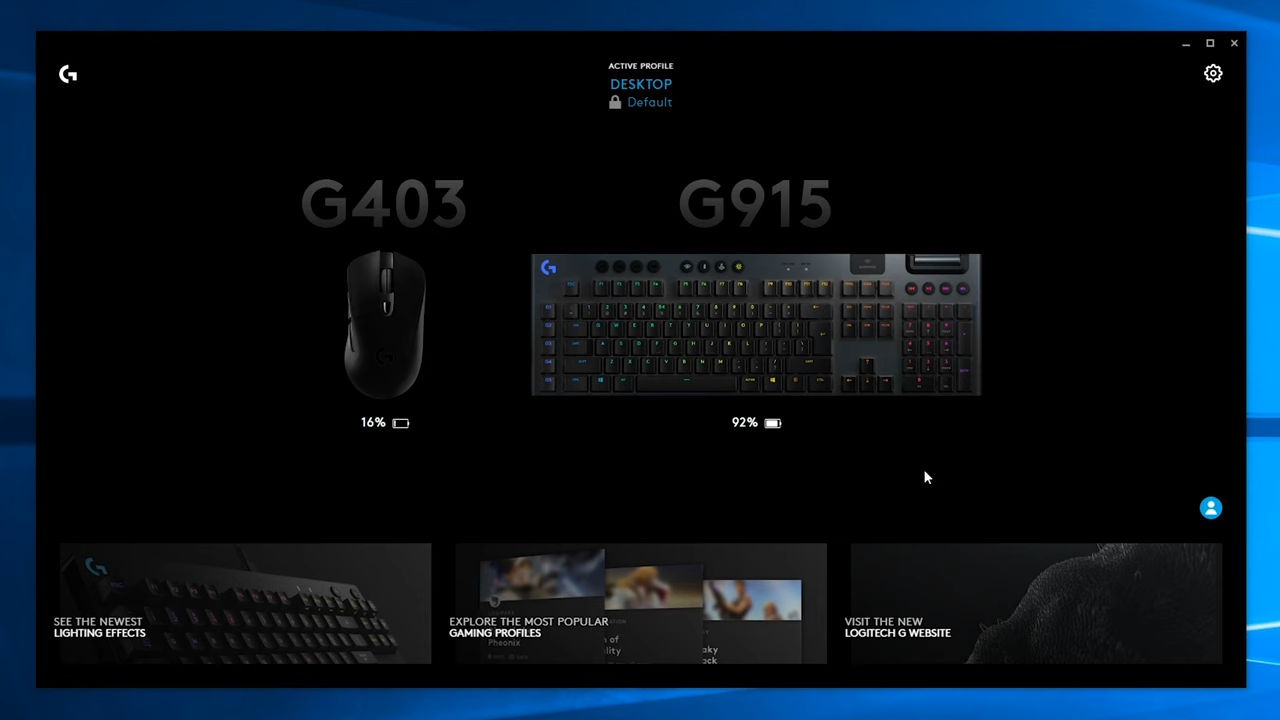 ACTIVE PROFILE
DESKTOP
Default
G403
G915
16%
92%
SEE THE NEWEST
LIGHTING EFFECTS
EXPLORE THE MOST POPULAR
GAMING PROFILES
Pheonix
VISIT THE NEW
LOGITECH G WEBSITE